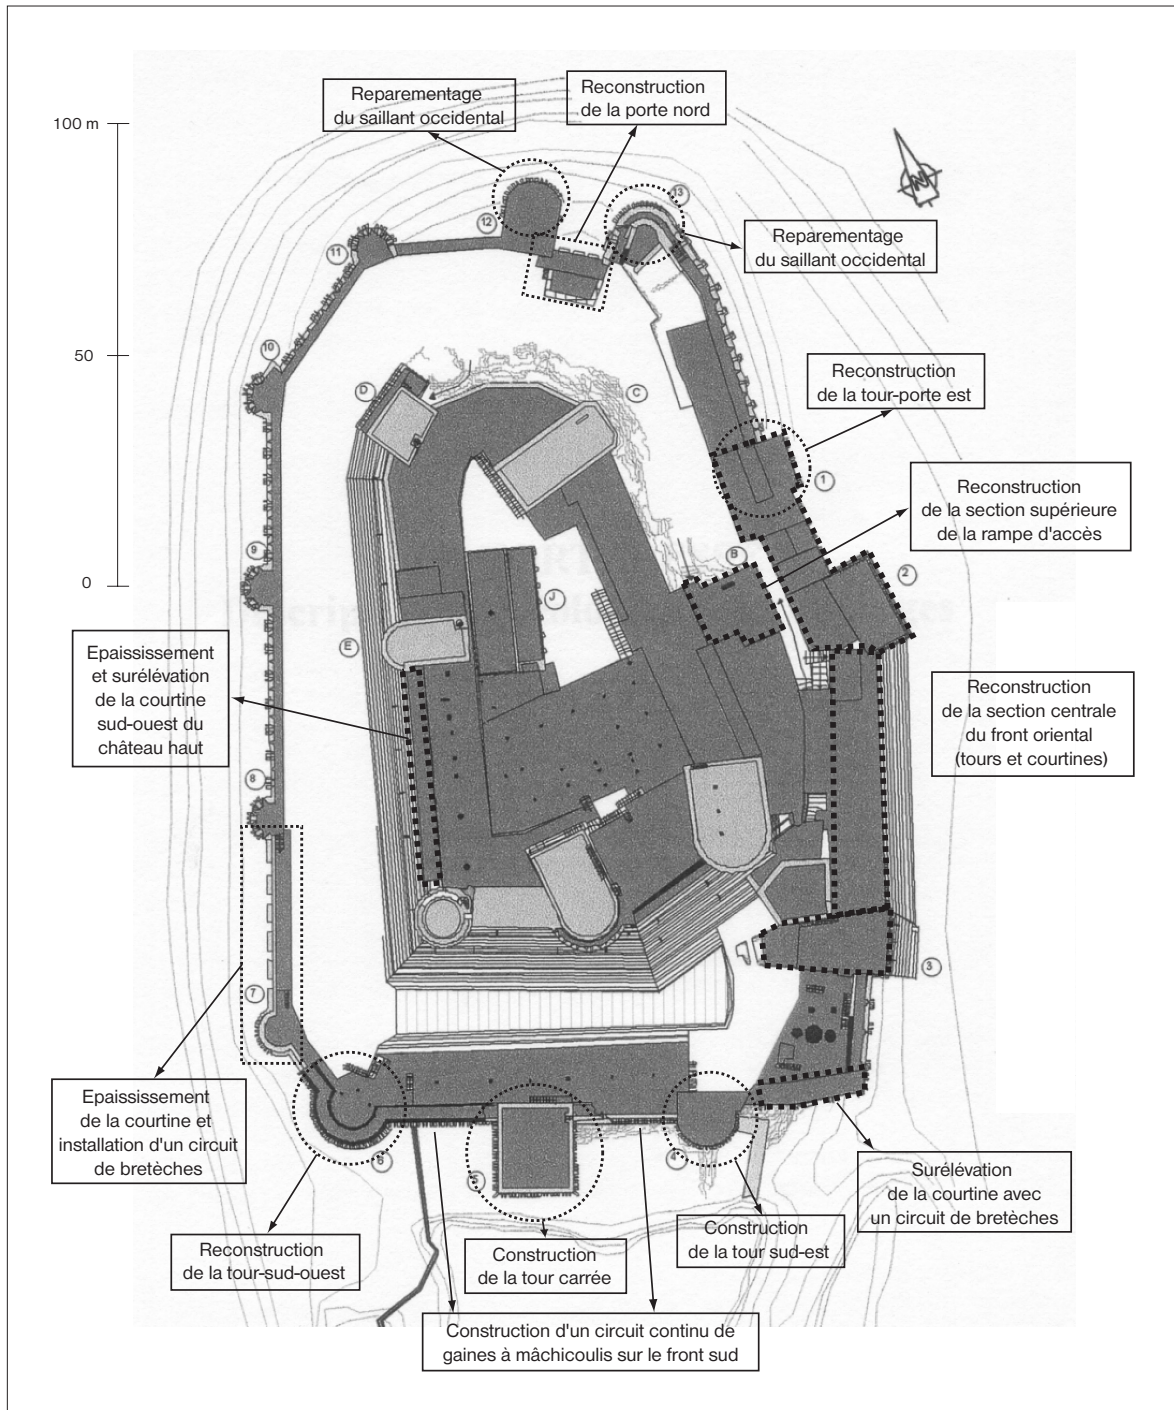 Reparementage
du saillant occidental
Reconstruction
de la porte nord
100 m
13
12
11
Reparementage
du saillant occidental
50
10
D
C
Reconstruction
de la tour-porte est
1
Reconstruction
de la section supérieure
de la rampe d'accès
9
B
2
0
J
E
Epaississement
et surélévation
de la courtine
sud-ouest du
château haut
Reconstruction
de la section centrale
du front oriental
(tours et courtines)
8
7
3
Epaississement
de la courtine et
installation d'un circuit
de bretèches
6
5
4
Surélévation
de la courtine avec
un circuit de bretèches
Reconstruction
de la tour-sud-ouest
Construction
de la tour carrée
Construction
de la tour sud-est
Construction d'un circuit continu de
gaines à mâchicoulis sur le front sud